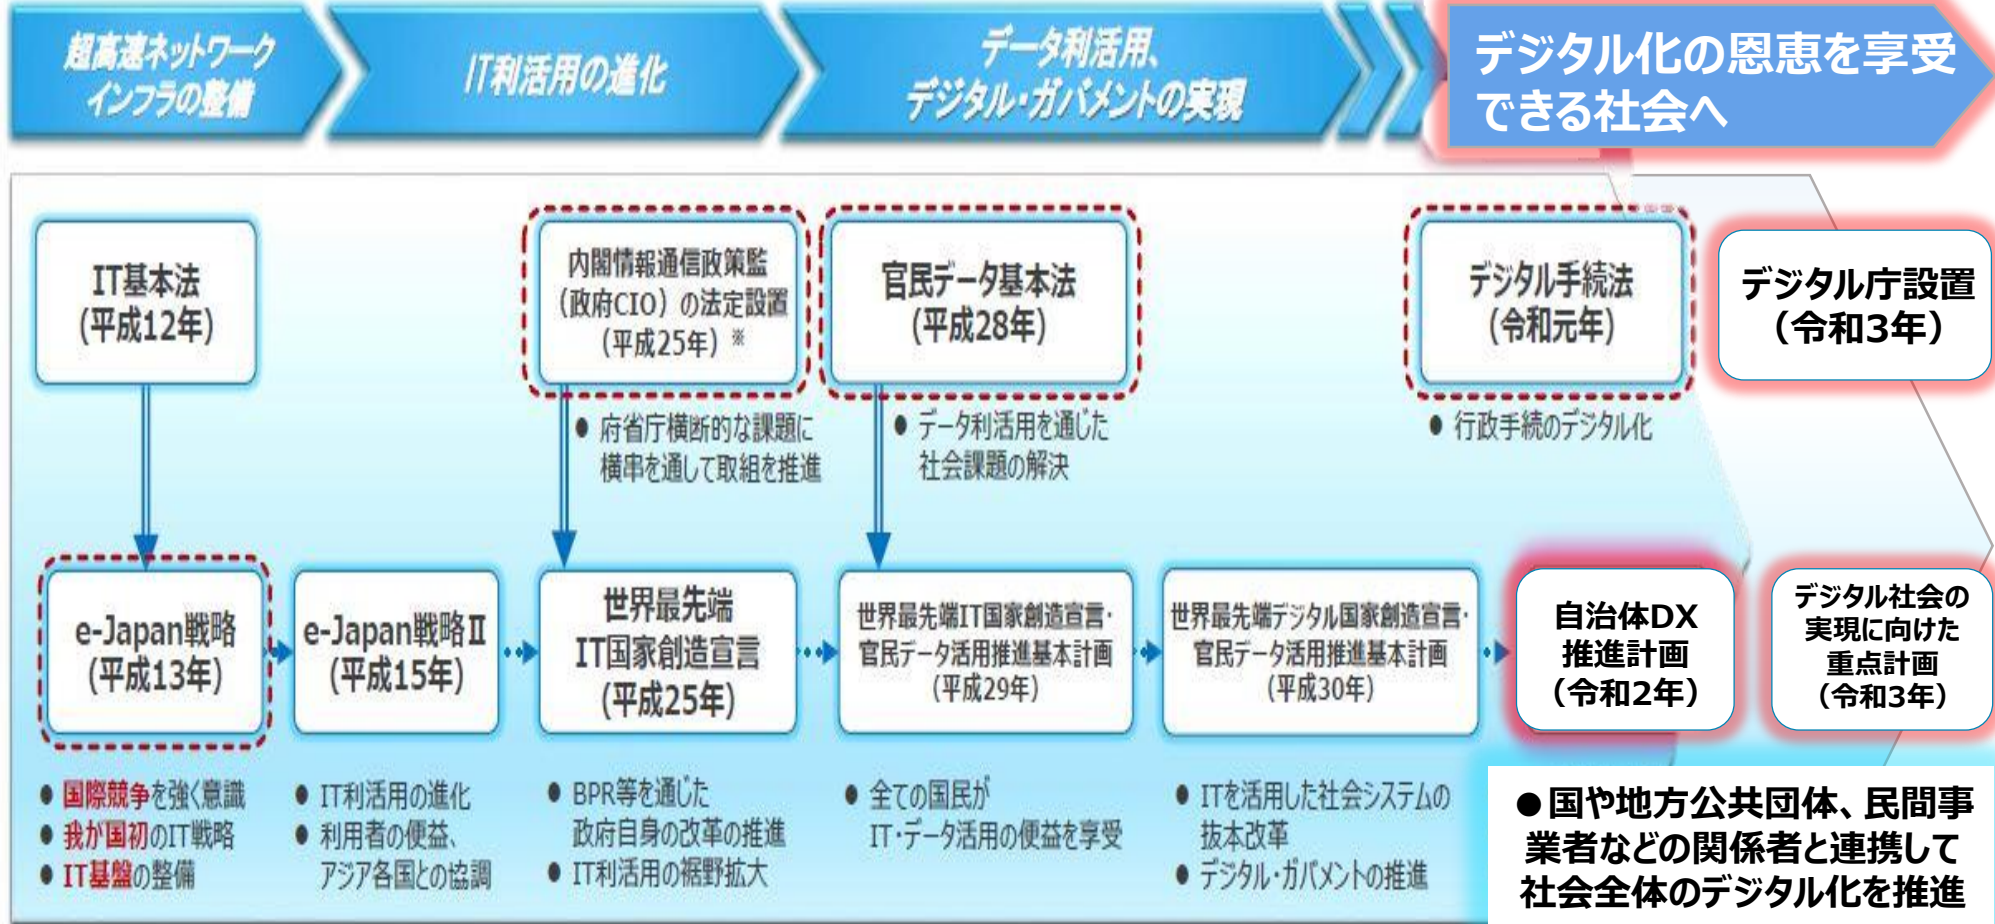 超高速ネットワーク
インフラの整備
IT利活用の進化
データ利活用、
デジタル・ガバメントの実現
デジタル化の恩恵を享受
できる社会へ
IT基本法
(平成12年)
内閣情報通信政策監
（政府CIO）の法定設置
（平成25年）※
官民データ基本法
(平成28年)
デジタル手続法
(令和元年)
デジタル庁設置
（令和3年）
● 府省庁横断的な課題に
横串を通して取組を推進
● データ利活用を通じた
社会課題の解決
● 行政手続のデジタル化
e-Japan戦略
(平成13年)
e-Japan戦略Ⅱ
(平成15年)
世界最先端
IT国家創造宣言
(平成25年)
世界最先端IT国家創造宣言・
官民データ活用推進基本計画
(平成29年)
世界最先端デジタル国家創造宣言・
官民データ活用推進基本計画
(平成30年)
自治体DX
推進計画
（令和2年）
デジタル社会の
実現に向けた
重点計画
（令和3年）
● 国際競争を強く意識
● 我が国初のIT戦略
● IT基盤の整備
● IT利活用の進化
● 利用者の便益、
アジア各国との協調
● BPR等を通じた
政府自身の改革の推進
● IT利活用の裾野拡大
● 全ての国民が
IT・データ活用の便益を享受
● ITを活用した社会システムの
抜本改革
● デジタル・ガバメントの推進
●国や地方公共団体、民間事
業者などの関係者と連携して
社会全体のデジタル化を推進